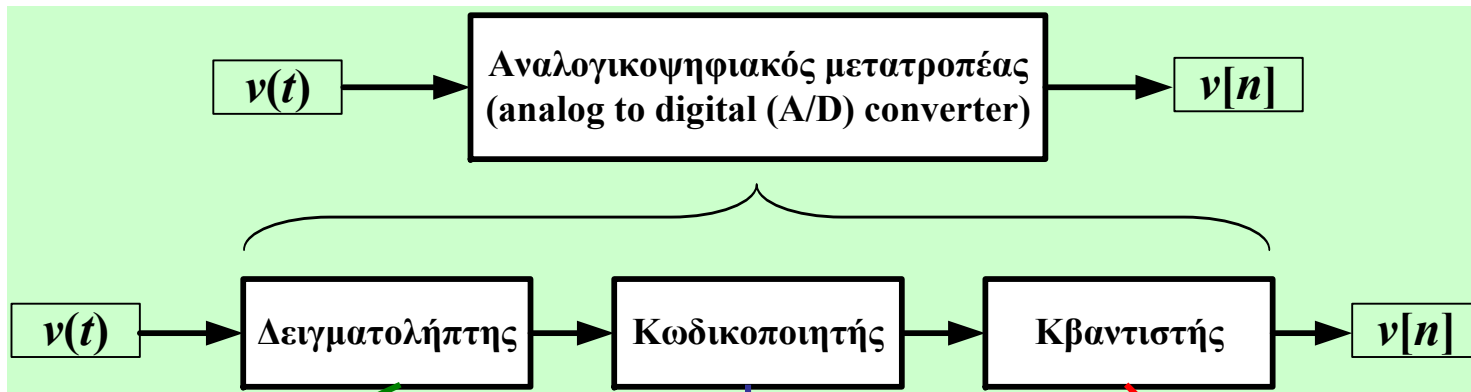 v(t)
Αναλογικοψηφιακός μετατροπέας
(analog to digital (A/D) converter)
v[n]
v(t)
Δειγματολήπτης
Κωδικοποιητής
Κβαντιστής
v[n]